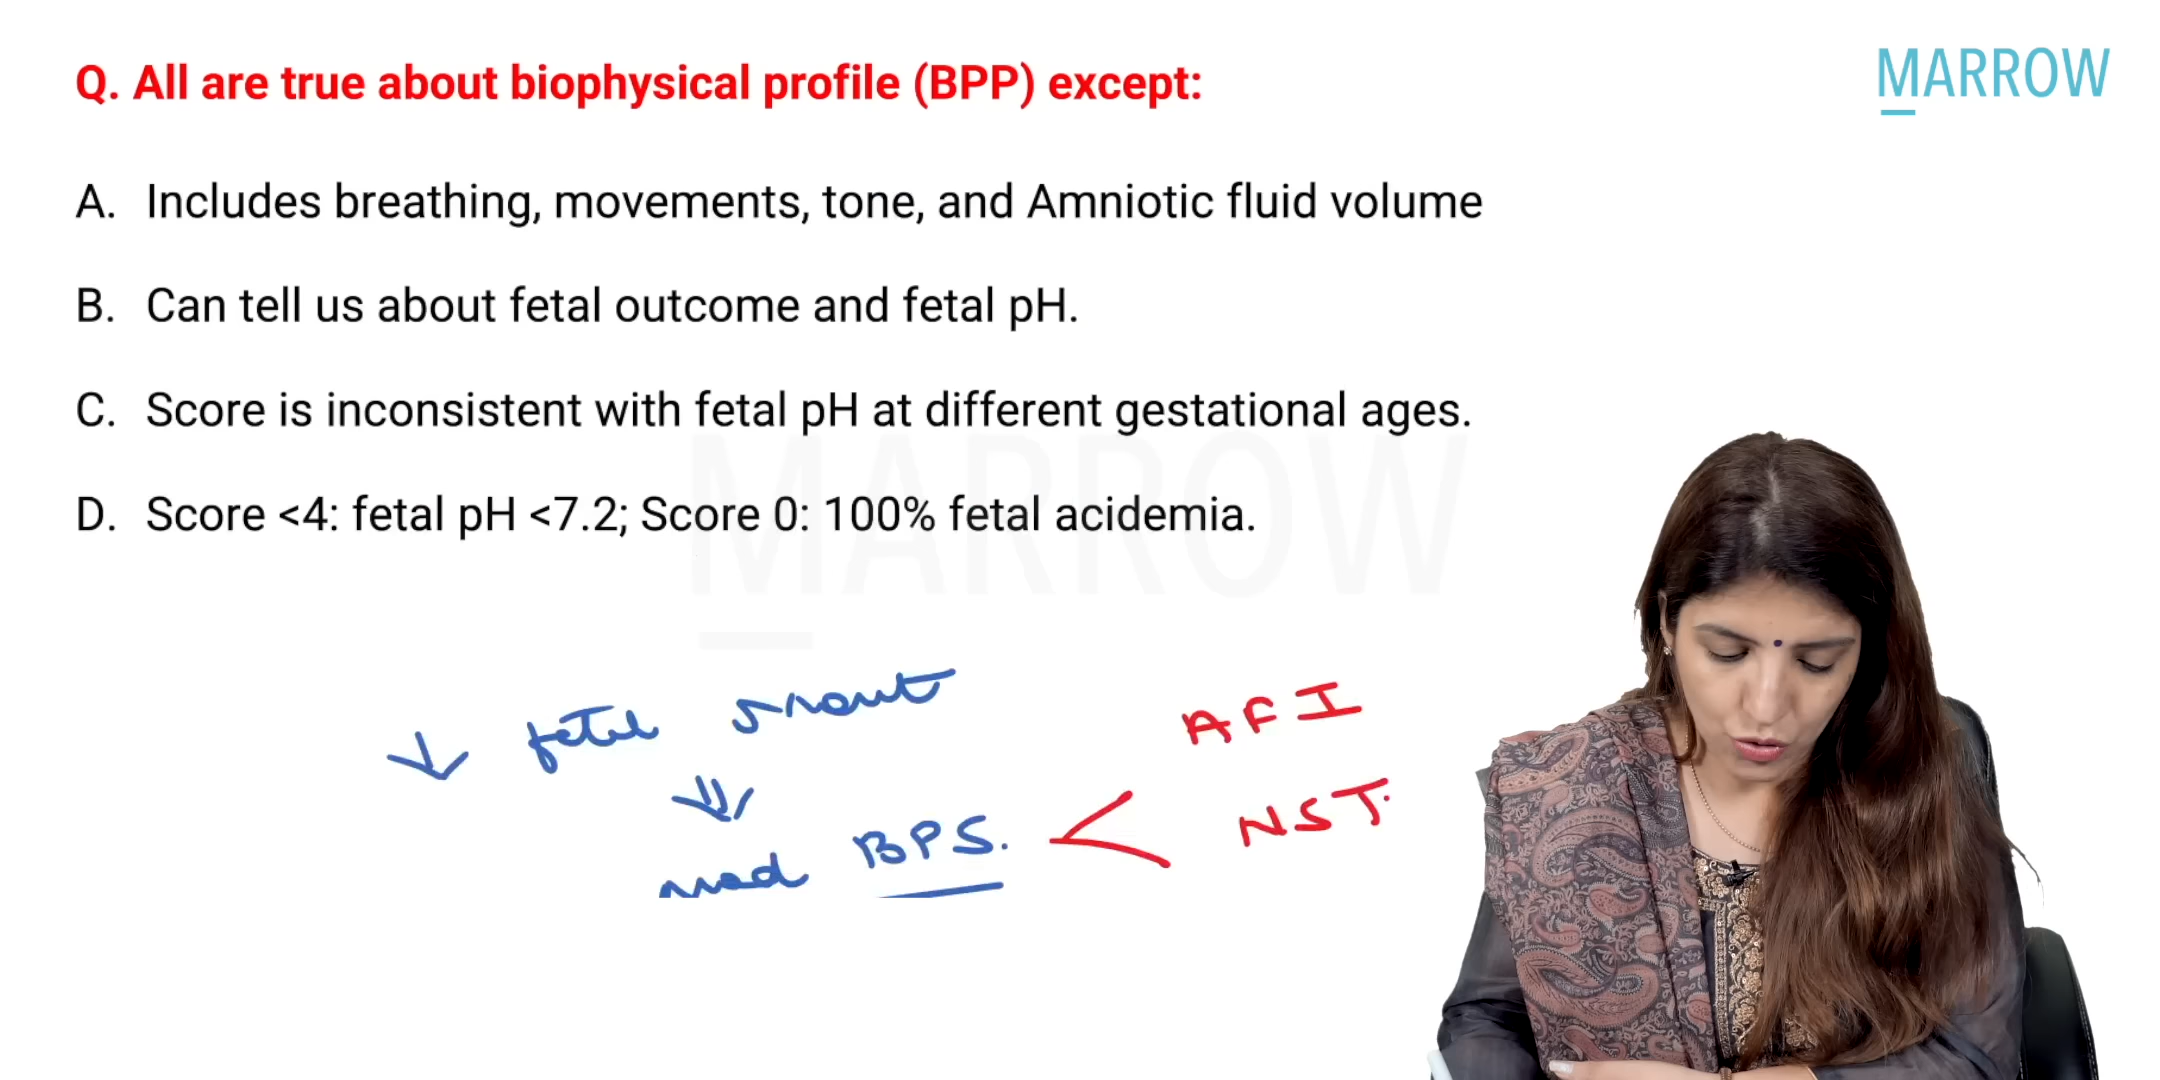 Q. All are true about biophysical profile (BPP) except:
MARROW
A. Includes breathing, movements, tone, and Amniotic fluid volume
B. Can tell us about fetal outcome and fetal pH.
C. Score is inconsistent with fetal pH at different gestational ages.
D. Score <4: fetal pH <7.2; Score 0: 100% fetal acidemia.
MARROW
↓ fetal movt
AFI
mod BPS. <
NST.